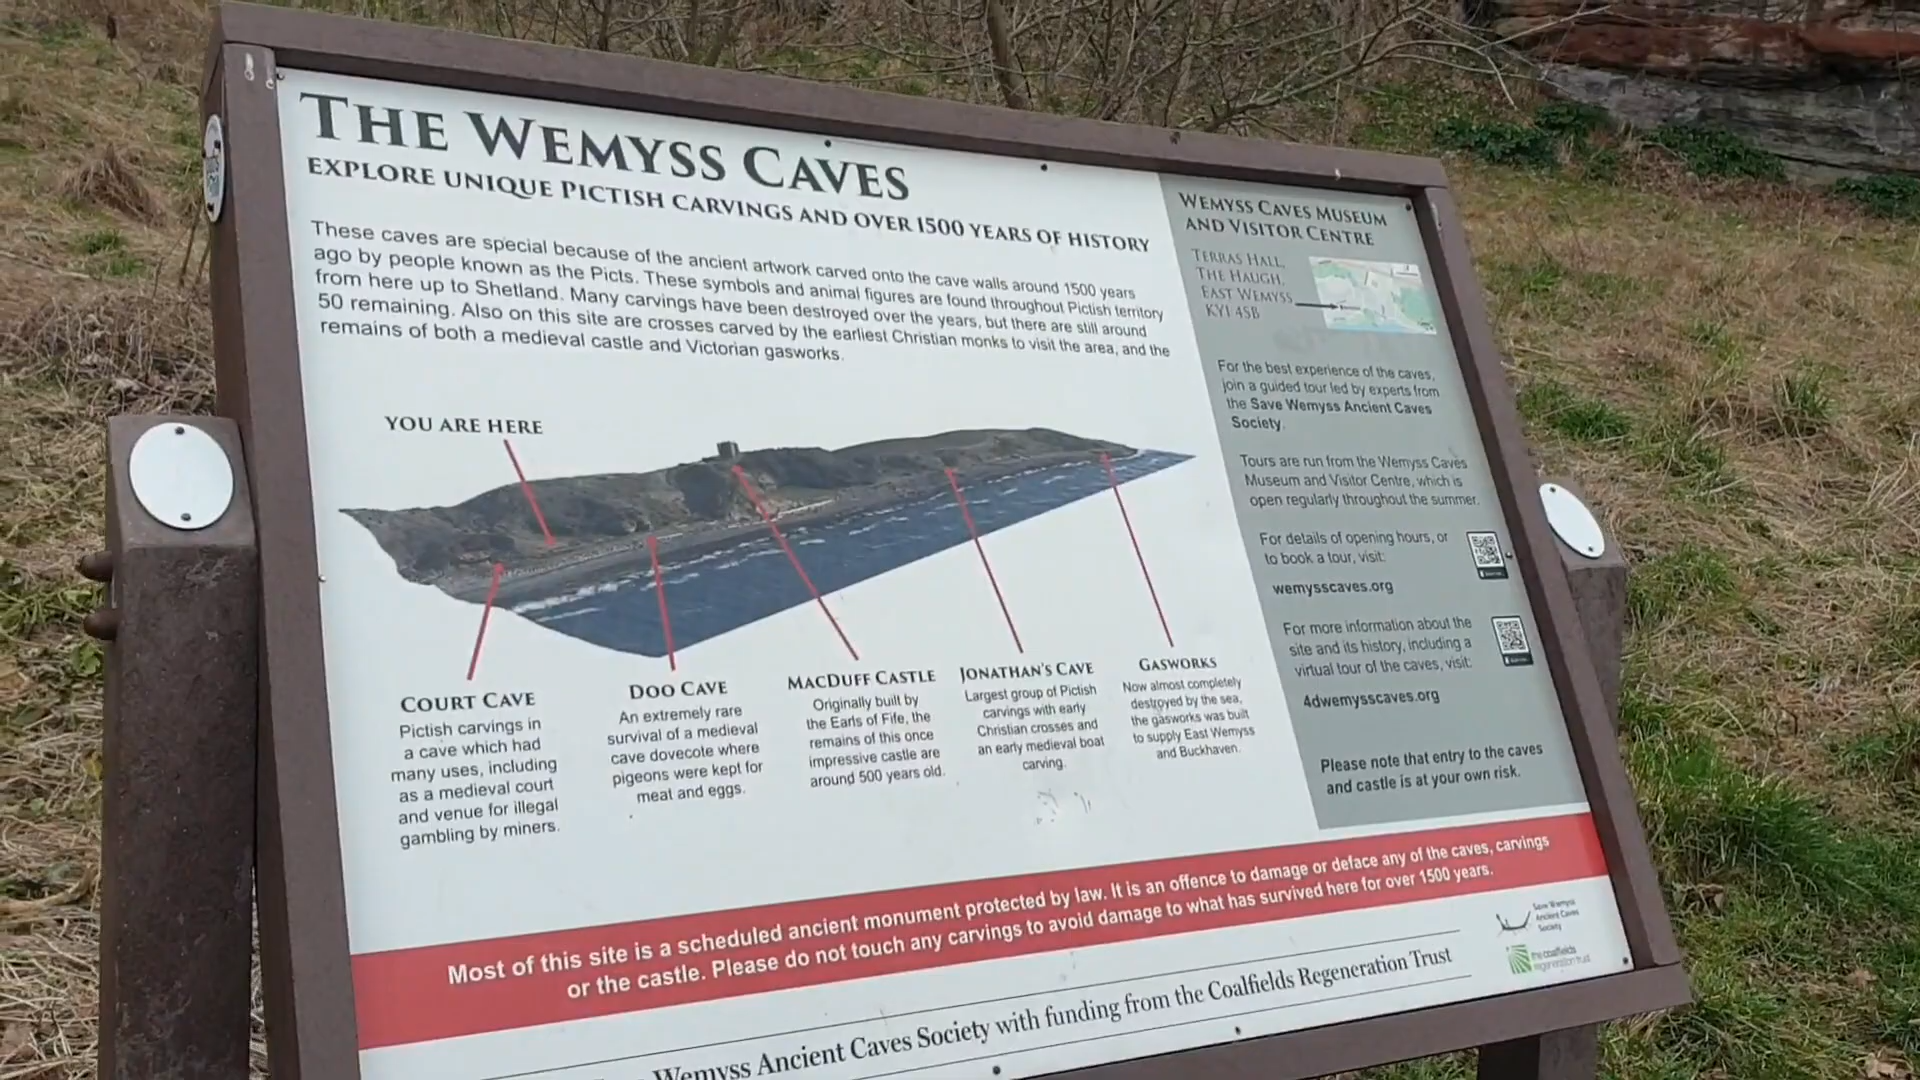 THE WEMYSS CAVES
EXPLORE UNIQUE PICTISH CARVINGS AND OVER 1500 YEARS OF HISTORY
These caves are special because of the ancient artwork carved onto the cave walls around 1500 years
ago by people known as the Picts. These symbols and animal figures are found throughout Pictish territory
from here up to Shetland. Many carvings have been destroyed over the years, but there are still around
50 remaining. Also on this site are crosses carved by the earliest Christian monks to visit the area, and the
remains of both a medieval castle and Victorian gasworks.
YOU ARE HERE
COURT CAVE
Pictish carvings in
a cave which had
many uses, including
as a medieval court
and venue for illegal
gambling by miners.
DOO CAVE
An extremely rare
survival of a medieval
cave dovecote where
pigeons were kept for
meat and eggs.
MACDUFF CASTLE
Originally built by
the Earls of Fife, the
remains of this once
impressive castle are
around 500 years old.
JONATHAN'S CAVE
Largest group of Pictish
carvings with early
Christian crosses and
an early medieval boat
carving.
GASWORKS
Now almost completely
destroyed by the sea,
the gasworks was built
to supply East Wemyss
and Buckhaven.
WEMYSS CAVES MUSEUM
AND VISITOR CENTRE
TERRAS HALL,
THE HAUGH,
EAST WEMYSS
KY1 4SB
For the best experience of the caves,
join a guided tour led by experts from
the Save Wemyss Ancient Caves
Society.
Tours are run from the Wemyss Caves
Museum and Visitor Centre, which is
open regularly throughout the summer.
For details of opening hours, or
to book a tour, visit:
wemysscaves.org
For more information about the
site and its history, including a
virtual tour of the caves, visit:
4dwemysscaves.org
Please note that entry to the caves
and castle is at your own risk.
Most of this site is a scheduled ancient monument protected by law. It is an offence to damage or deface any of the caves, carvings
or the castle. Please do not touch any carvings to avoid damage to what has survived here for over 1500 years.
Wemyss Ancient Caves Society with funding from the Coalfields Regeneration Trust
Save Wemyss
Ancient Caves
Society
the coalfields
regeneration trust